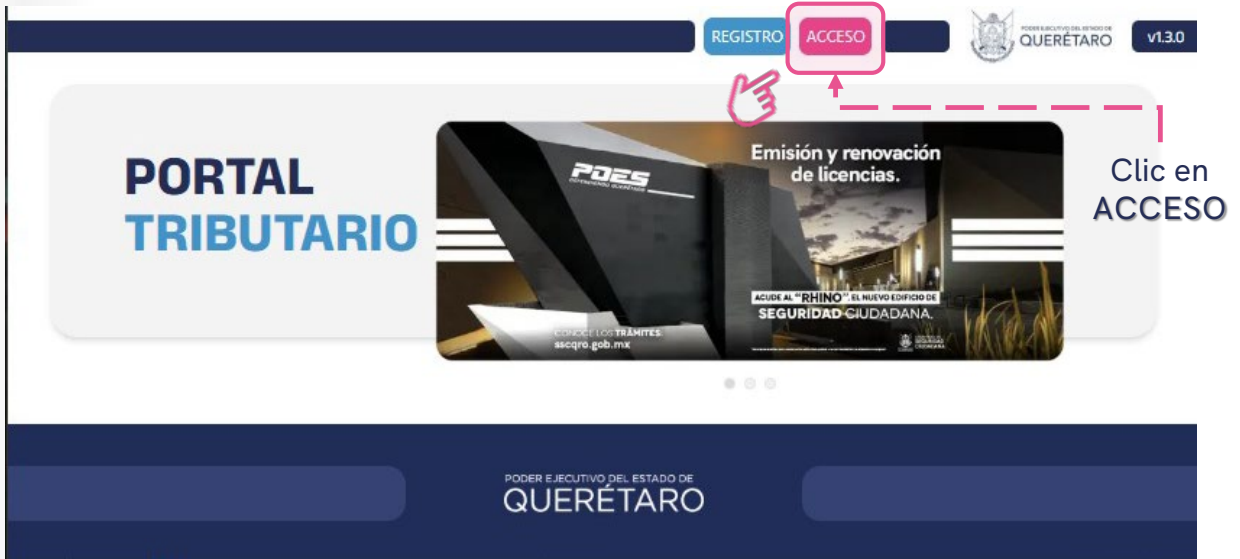 REGISTRO
ACCESO
PODER EJECUTIVO DEL ESTADO DE
QUERÉTARO
v1.3.0
PORTAL
TRIBUTARIO
POES
Emisión y renovación
de licencias.
ACUDE AL "RHINO", EL NUEVO EDIFICIO DE
SEGURIDAD CIUDADANA.
CONOCE LOS TRÁMITES:
sscqro.gob.mx
Clic en
ACCESO
PODER EJECUTIVO DEL ESTADO DE
QUERÉTARO